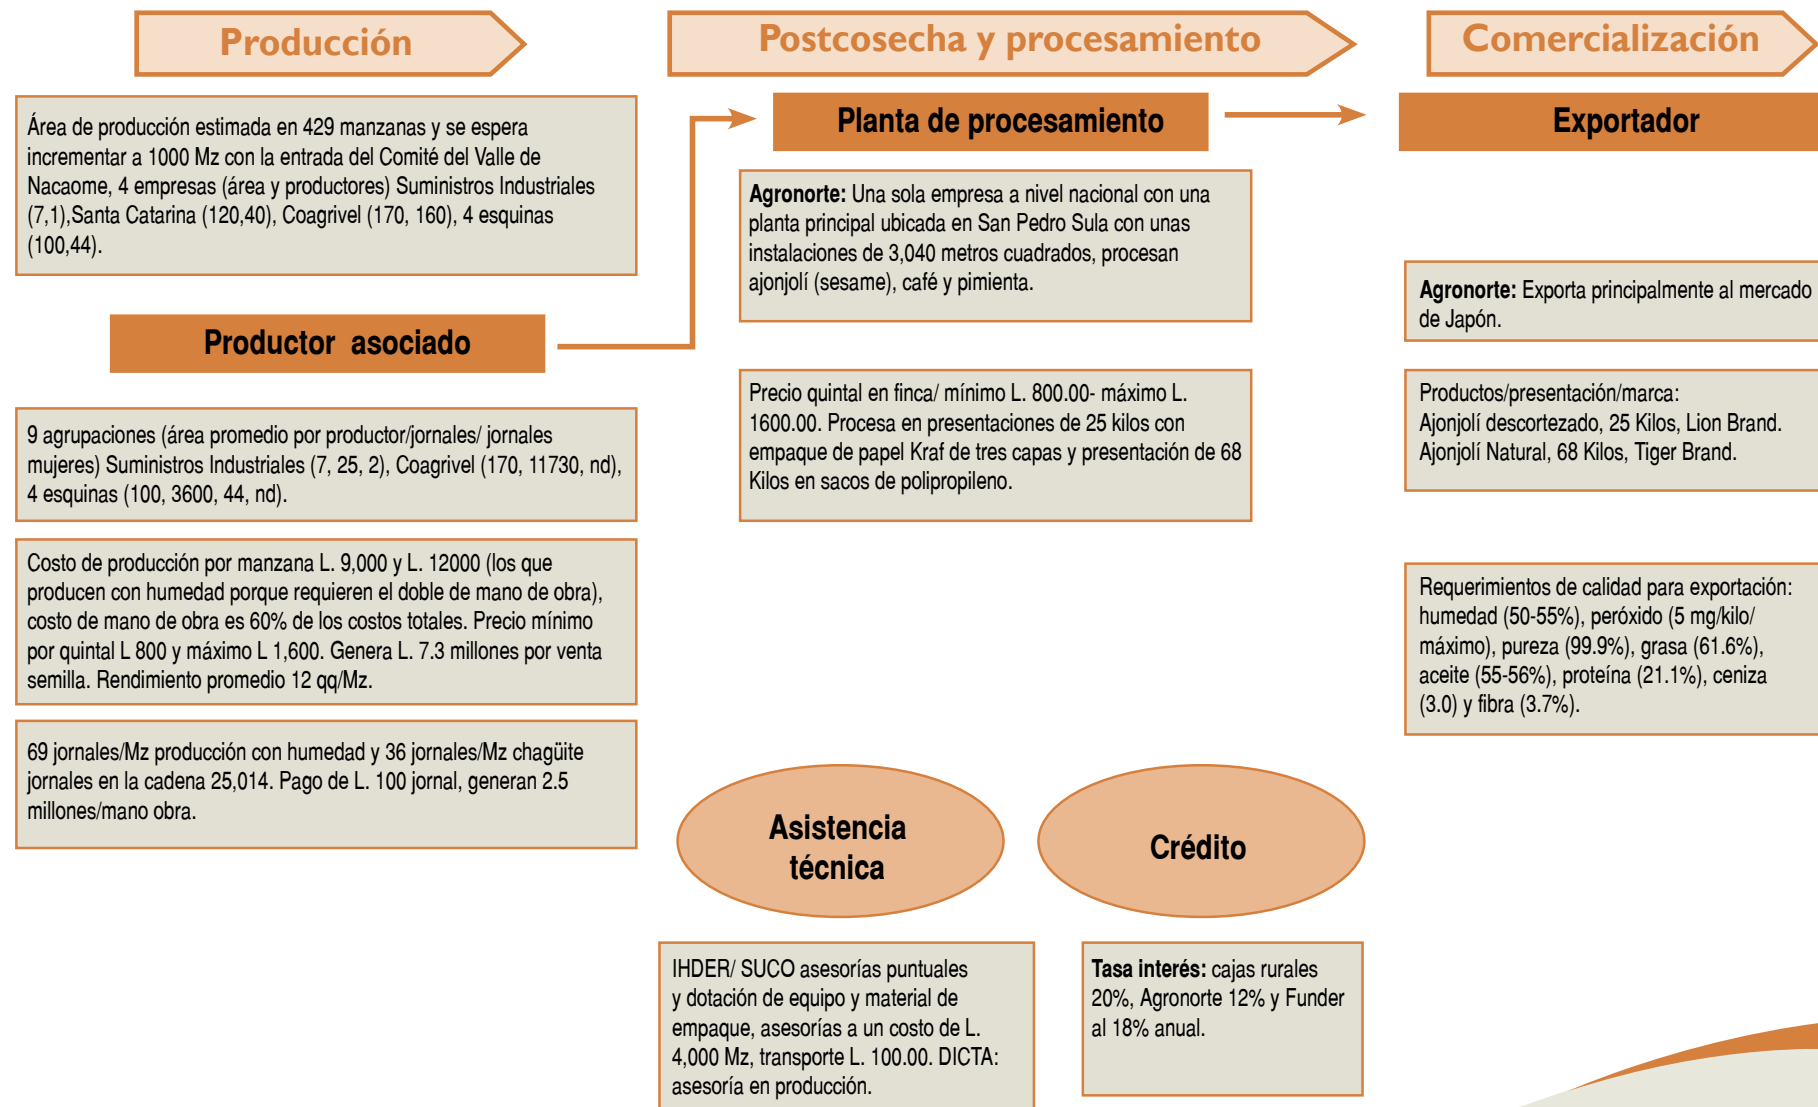 Producción
Postcosecha y procesamiento
Comercialización
Área de producción estimada en 429 manzanas y se espera
incrementar a 1000 Mz con la entrada del Comité del Valle de
Nacaome, 4 empresas (área y productores) Suministros Industriales
(7,1),Santa Catarina (120,40), Coagrivel (170, 160), 4 esquinas
(100,44).
Productor asociado
9 agrupaciones (área promedio por productor/jornales/ jornales
mujeres) Suministros Industriales (7, 25, 2), Coagrivel (170, 11730, nd),
4 esquinas (100, 3600, 44, nd).
Costo de producción por manzana L. 9,000 y L. 12000 (los que
producen con humedad porque requieren el doble de mano de obra),
costo de mano de obra es 60% de los costos totales. Precio mínimo
por quintal L 800 y máximo L 1,600. Genera L. 7.3 millones por venta
semilla. Rendimiento promedio 12 qq/Mz.
69 jornales/Mz producción con humedad y 36 jornales/Mz chagüite
jornales en la cadena 25,014. Pago de L. 100 jornal, generan 2.5
millones/mano obra.
Planta de procesamiento
Agronorte: Una sola empresa a nivel nacional con una
planta principal ubicada en San Pedro Sula con unas
instalaciones de 3,040 metros cuadrados, procesan
ajonjolí (sesame), café y pimienta.
Precio quintal en finca/ mínimo L. 800.00- máximo L.
1600.00. Procesa en presentaciones de 25 kilos con
empaque de papel Kraf de tres capas y presentación de 68
Kilos en sacos de polipropileno.
Exportador
Agronorte: Exporta principalmente al mercado
de Japón.
Productos/presentación/marca:
Ajonjolí descortezado, 25 Kilos, Lion Brand.
Ajonjolí Natural, 68 Kilos, Tiger Brand.
Requerimientos de calidad para exportación:
humedad (50-55%), peróxido (5 mg/kilo/
máximo), pureza (99.9%), grasa (61.6%),
aceite (55-56%), proteína (21.1%), ceniza
(3.0) y fibra (3.7%).
Asistencia
técnica
IHDER/ SUCO asesorías puntuales
y dotación de equipo y material de
empaque, asesorías a un costo de L.
4,000 Mz, transporte L. 100.00. DICTA:
asesoría en producción.
Crédito
Tasa interés: cajas rurales
20%, Agronorte 12% y Funder
al 18% anual.